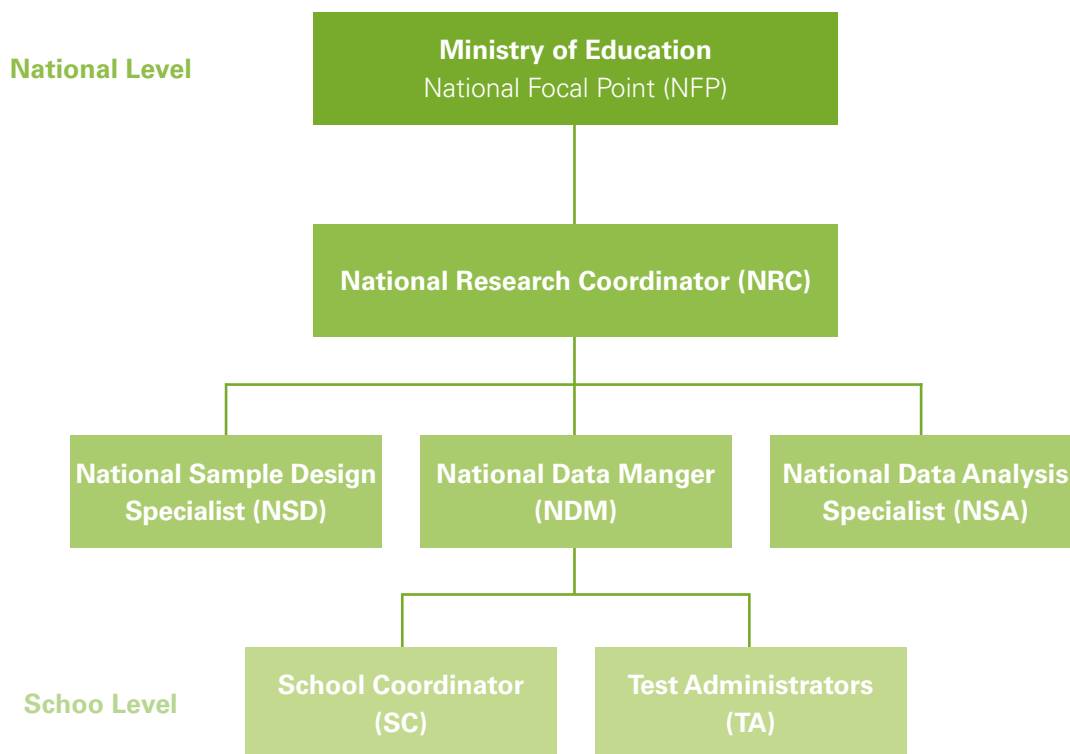 National Level
Ministry of Education
National Focal Point (NFP)
National Research Coordinator (NRC)
National Sample Design
Specialist (NSD)
National Data Manger
(NDM)
National Data Analysis
Specialist (NSA)
Schoo Level
School Coordinator
(SC)
Test Administrators
(TA)